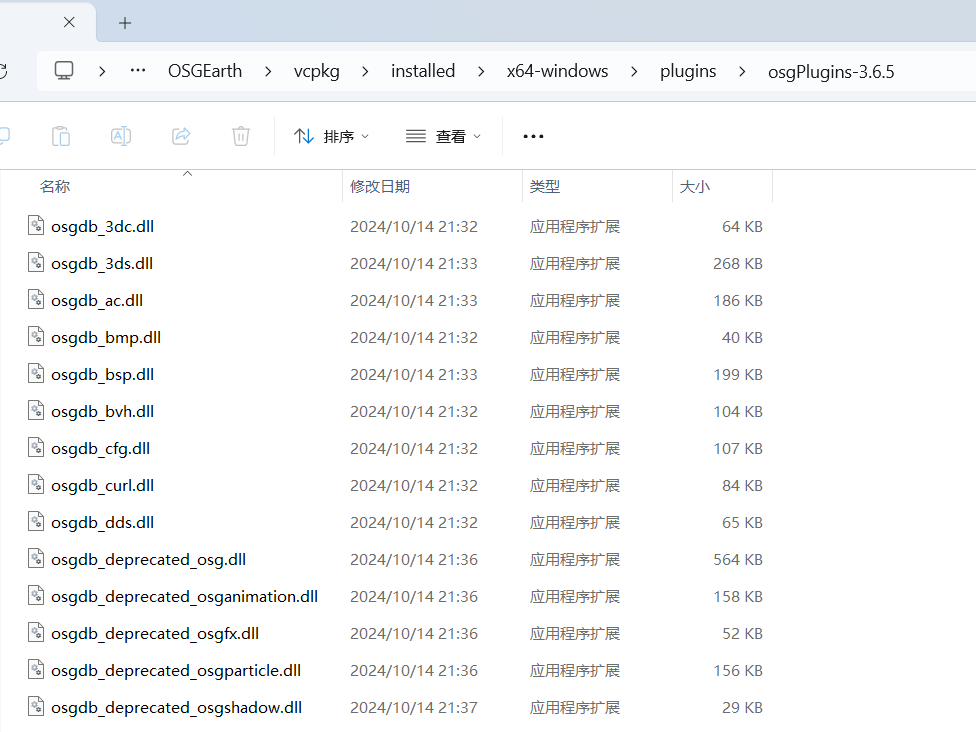 OSGEarth > vcpkg > installed > x64-windows > plugins > osgPlugins-3.6.5
排序 查看
名称 修改日期 类型 大小
osgdb_3dc.dll 2024/10/14 21:32 应用程序扩展 64 KB
osgdb_3ds.dll 2024/10/14 21:33 应用程序扩展 268 KB
osgdb_ac.dll 2024/10/14 21:33 应用程序扩展 186 KB
osgdb_bmp.dll 2024/10/14 21:32 应用程序扩展 40 KB
osgdb_bsp.dll 2024/10/14 21:33 应用程序扩展 199 KB
osgdb_bvh.dll 2024/10/14 21:32 应用程序扩展 104 KB
osgdb_cfg.dll 2024/10/14 21:32 应用程序扩展 107 KB
osgdb_curl.dll 2024/10/14 21:32 应用程序扩展 84 KB
osgdb_dds.dll 2024/10/14 21:32 应用程序扩展 65 KB
osgdb_deprecated_osg.dll 2024/10/14 21:36 应用程序扩展 564 KB
osgdb_deprecated_osganimation.dll 2024/10/14 21:36 应用程序扩展 158 KB
osgdb_deprecated_osgfx.dll 2024/10/14 21:36 应用程序扩展 52 KB
osgdb_deprecated_osgparticle.dll 2024/10/14 21:36 应用程序扩展 156 KB
osgdb_deprecated_osgshadow.dll 2024/10/14 21:37 应用程序扩展 29 KB